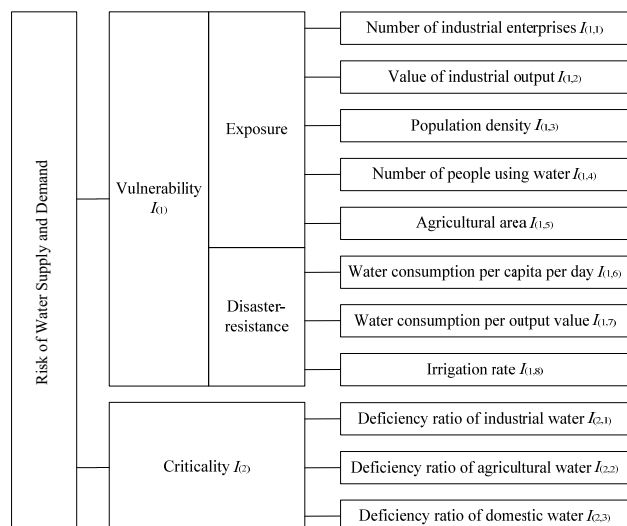 Risk of Water Supply and Demand
Vulnerability
I(1)
Exposure
Number of industrial enterprises I(1,1)
Value of industrial output I(1,2)
Population density I(1,3)
Number of people using water I(1,4)
Agricultural area I(1,5)
Disaster-
resistance
Water consumption per capita per day I(1,6)
Water consumption per output value I(1,7)
Irrigation rate I(1,8)
Criticality I(2)
Deficiency ratio of industrial water I(2,1)
Deficiency ratio of agricultural water I(2,2)
Deficiency ratio of domestic water I(2,3)